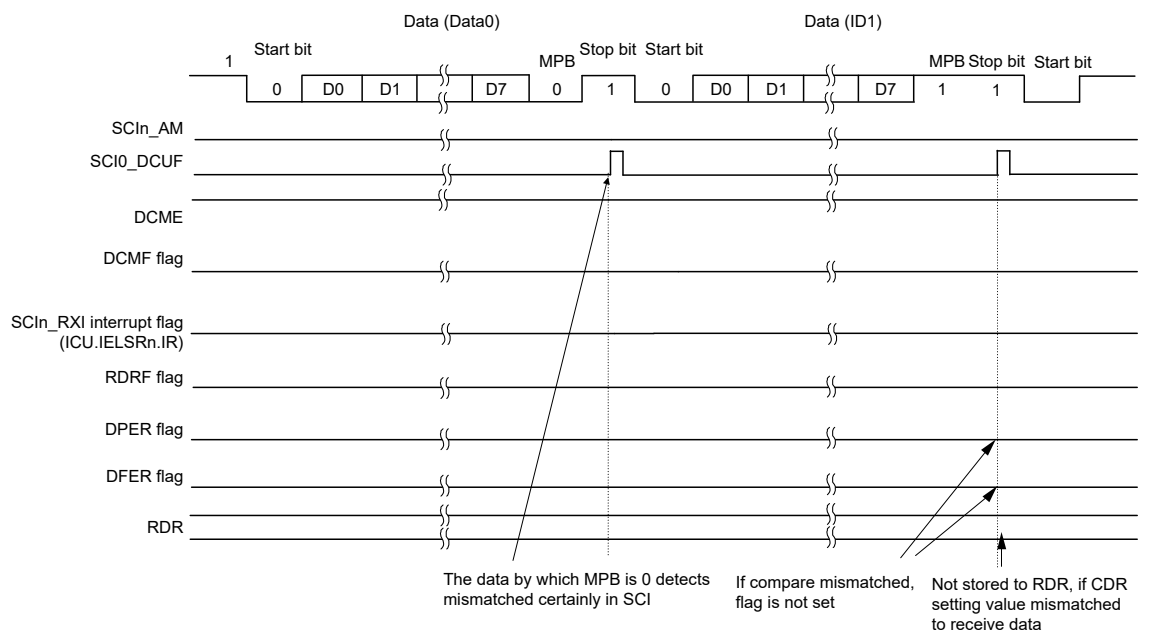 Data (Data0) Data (ID1)
1 Start bit MPB Stop bit Start bit MPB Stop bit Start bit
0 D0 D1 D7 0 1 0 D0 D1 D7 1 1
SCIn_AM
SCI0_DCUF
DCME
DCMF flag
SCIn_RXI interrupt flag
(ICU.IELSRn.IR)
RDRF flag
DPER flag
DFER flag
RDR
The data by which MPB is 0 detects
mismatched certainly in SCI
If compare mismatched,
flag is not set
Not stored to RDR, if CDR
setting value mismatched
to receive data